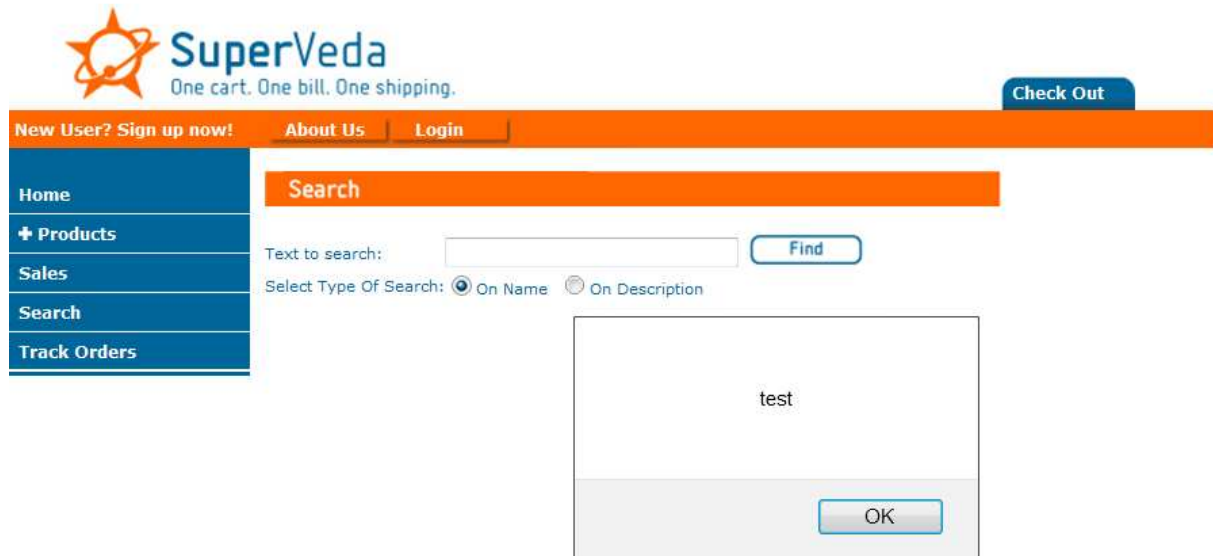 SuperVeda
One cart. One bill. One shipping.
Check Out
New User? Sign up now! About Us Login
Home
Search
+ Products
Text to search: Find
Sales
Select Type Of Search: On Name On Description
Search
Track Orders
test
OK